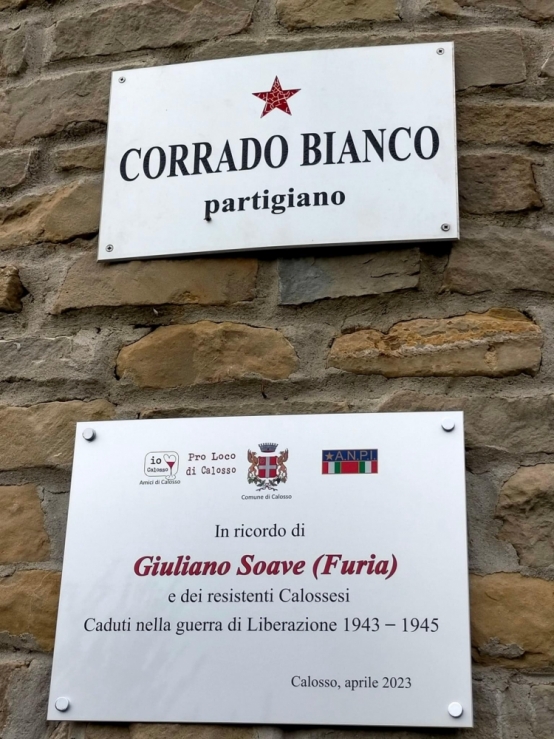 CORRADO BIANCO
partigiano
io
Calosso
Amici di Calosso
Pro Loco
di Calosso
Comune di Calosso
A.N.P.I.
In ricordo di
Giuliano Soave (Furia)
e dei resistenti Calossesi
Caduti nella guerra di Liberazione 1943 – 1945
Calosso, aprile 2023